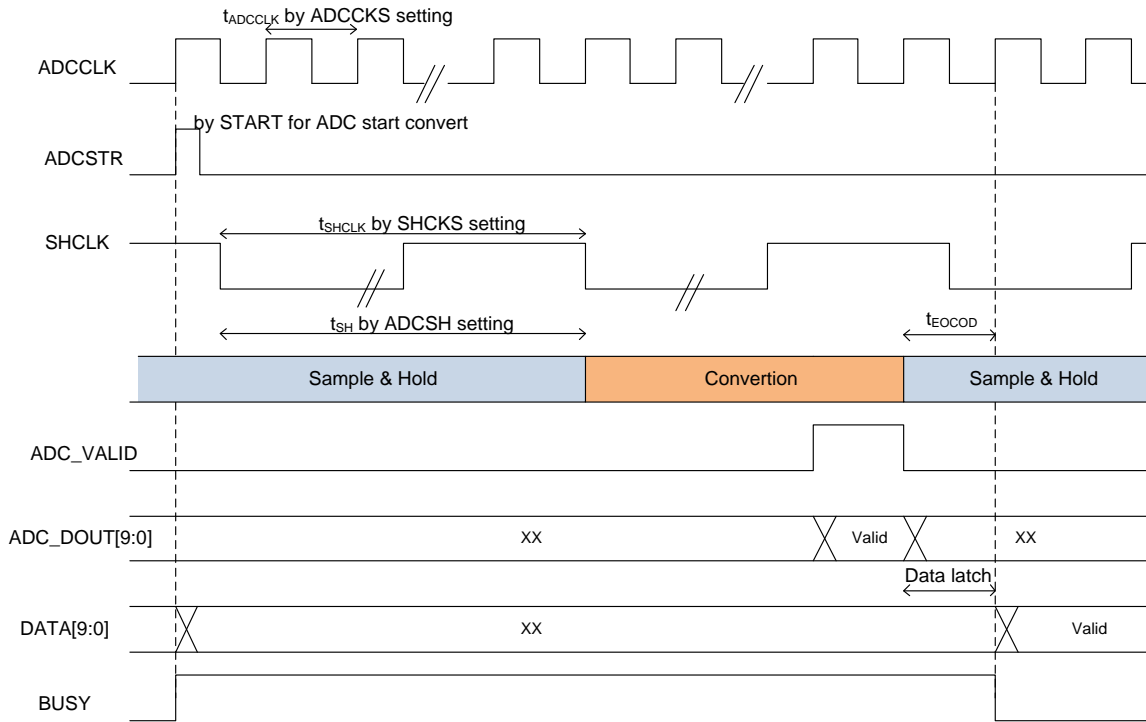 tADCCLK by ADCCKS setting
ADCCLK
by START for ADC start convert
ADCSTR
tSHCLK by SHCKS setting
SHCLK
tSH by ADCSH setting
tEOCOD
Sample & Hold
Convertion
Sample & Hold
ADC_VALID
ADC_DOUT[9:0]
XX
Valid
XX
Data latch
DATA[9:0]
XX
Valid
BUSY